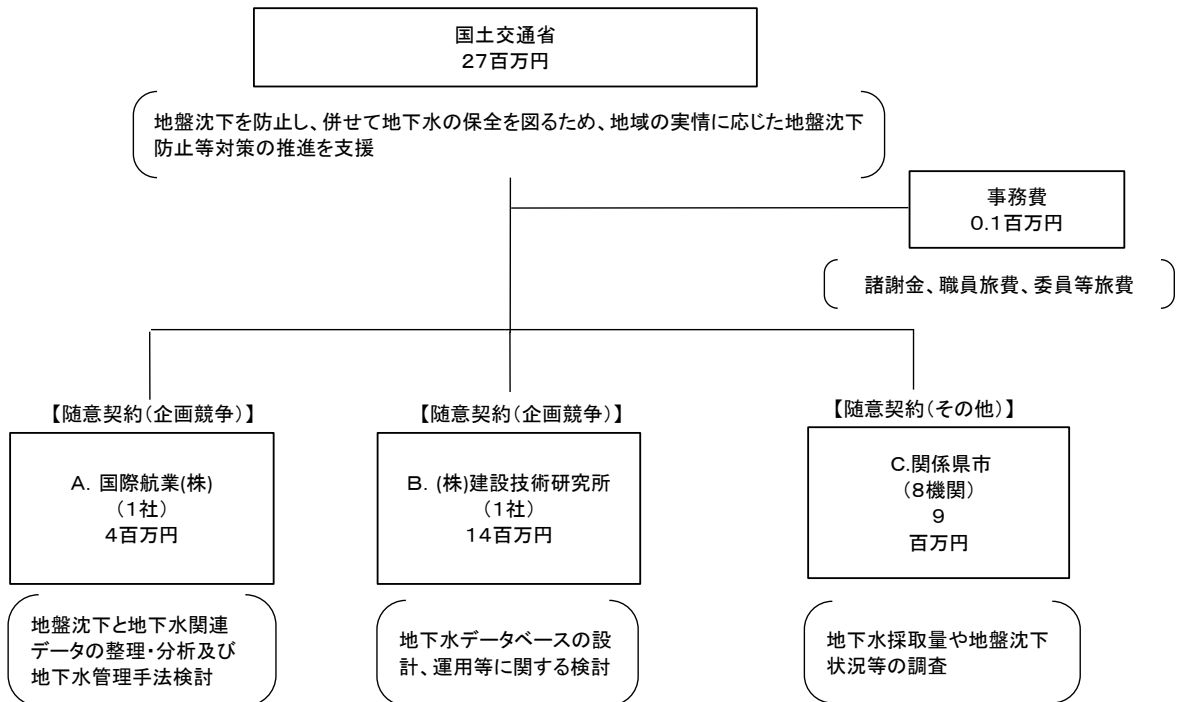 国土交通省
２７百万円
地盤沈下を防止し、併せて地下水の保全を図るため、地域の実情に応じた地盤沈下
防止等対策の推進を支援
事務費
０.１百万円
諸謝金、職員旅費、委員等旅費
【随意契約（企画競争）】
A. 国際航業(株)
（１社）
４百万円
地盤沈下と地下水関連
データの整理・分析及び
地下水管理手法検討
【随意契約（企画競争）】
B. (株)建設技術研究所
（１社）
１４百万円
地下水データベースの設
計、運用等に関する検討
【随意契約（その他）】
C.関係県市
（８機関）
９
百万円
地下水採取量や地盤沈下
状況等の調査